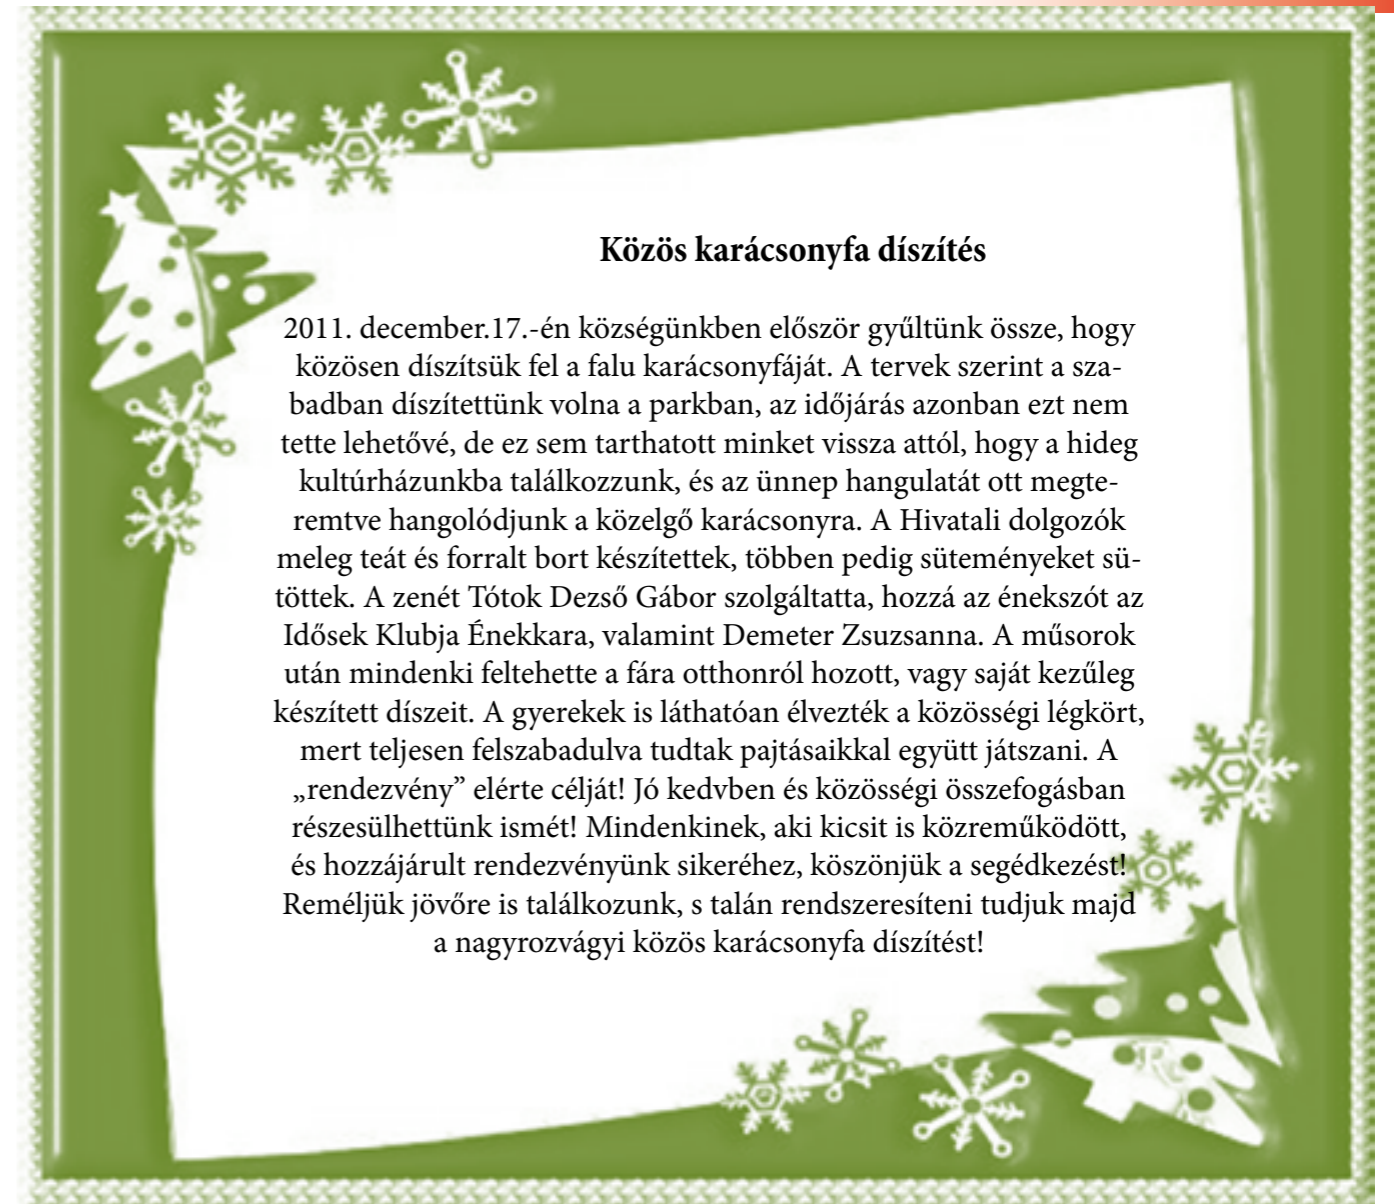 Közös karácsonyfa díszítés
2011. december.17.-én községünkben először gyűltünk össze, hogy
közösen díszítsük fel a falu karácsonyfáját. A tervek szerint a sza-
badban díszítettünk volna a parkban, az időjárás azonban ezt nem
tette lehetővé, de ez sem tarthatott minket vissza attól, hogy a hideg
kultúrházunkba találkozzunk, és az ünnep hangulatát ott megte-
remtve hangolódjunk a közelgő karácsonyra. A Hivatali dolgozók
meleg teát és forralt bort készítettek, többen pedig süteményeket sü-
töttek. A zenét Tótok Dezső Gábor szolgáltatta, hozzá az énekszót az
Idősek Klubja Énekkara, valamint Demeter Zsuzsanna. A műsorok
után mindenki feltehette a fára otthonról hozott, vagy saját kezűleg
készített díszeit. A gyerekek is láthatóan élvezték a közösségi légkört,
mert teljesen felszabadulva tudtak pajtásaikkal együtt játszani. A
„rendezvény” elérte célját! Jó kedvben és közösségi összefogásban
részesülhettünk ismét! Mindenkinek, aki kicsit is közreműködött,
és hozzájárult rendezvényünk sikeréhez, köszönjük a segédkezést!
Reméljük jövőre is találkozunk, s talán rendszeresíteni tudjuk majd
a nagyrozvágyi közös karácsonyfa díszítést!